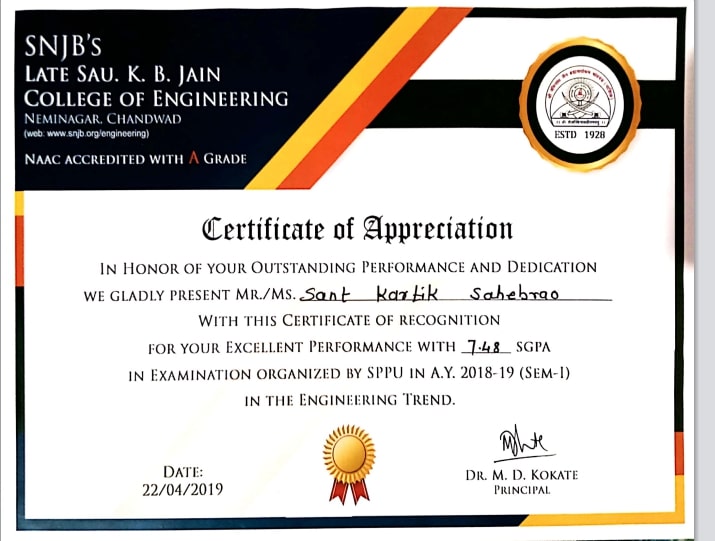 SNJB's
LATE SAU. K. B. JAIN
COLLEGE OF ENGINEERING
NEMINAGAR, CHANDWAD
(web: www.snjb.org/engineering)
NAAC ACCREDITED WITH A GRADE
ESTD 1928
Certificate of Appreciation
IN HONOR OF YOUR OUTSTANDING PERFORMANCE AND DEDICATION
WE GLADLY PRESENT MR./MS. Sant Kartik Sahebrao
WITH THIS CERTIFICATE OF RECOGNITION
FOR YOUR EXCELLENT PERFORMANCE WITH 7.48 SGPA
IN EXAMINATION ORGANIZED BY SPPU IN A.Y. 2018-19 (SEM-I)
IN THE ENGINEERING TREND.
DATE:
22/04/2019
DR. M. D. KOKATE
PRINCIPAL